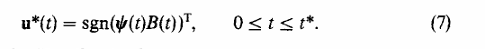 u*(t) = sgn(ψ(t)B(t))ᵀ, 0 ≤ t ≤ t*. (7)